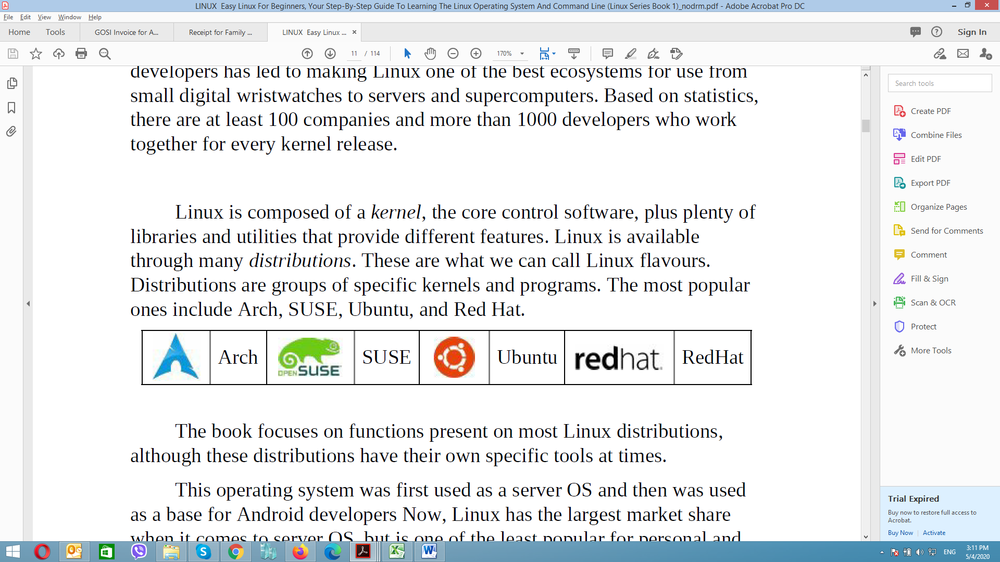 LINUX  Easy Linux For Beginners, Your Step-By-Step Guide To Learning The Linux Operating System And Command Line (Linux Series Book 1)_nodrm.pdf - Adobe Acrobat Pro DC
File Edit View Window Help
Home Tools GOSI Invoice for A... Receipt for Family ... LINUX  Easy Linux ... Sign In
11 / 114 170%
developers has led to making Linux one of the best ecosystems for use from
small digital wristwatches to servers and supercomputers. Based on statistics,
there are at least 100 companies and more than 1000 developers who work
together for every kernel release.
Linux is composed of a kernel, the core control software, plus plenty of
libraries and utilities that provide different features. Linux is available
through many distributions. These are what we can call Linux flavours.
Distributions are groups of specific kernels and programs. The most popular
ones include Arch, SUSE, Ubuntu, and Red Hat.
Arch openSUSE SUSE Ubuntu redhat. RedHat
The book focuses on functions present on most Linux distributions,
although these distributions have their own specific tools at times.
This operating system was first used as a server OS and then was used
as a base for Android developers Now, Linux has the largest market share
when it comes to server OS, but is one of the least popular for personal and
Search tools
Create PDF
Combine Files
Edit PDF
Export PDF
Organize Pages
Send for Comments
Comment
Fill & Sign
Scan & OCR
Protect
More Tools
Trial Expired
Buy now to restore full access to
Acrobat.
Buy Now | Activate
ENG
3:11 PM
5/4/2020